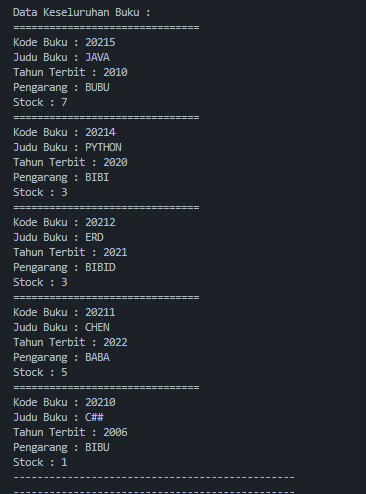 Data Keseluruhan Buku :
===============================
Kode Buku : 20215
Judu Buku : JAVA
Tahun Terbit : 2010
Pengarang : BUBU
Stock : 7
===============================
Kode Buku : 20214
Judu Buku : PYTHON
Tahun Terbit : 2020
Pengarang : BIBI
Stock : 3
===============================
Kode Buku : 20212
Judu Buku : ERD
Tahun Terbit : 2021
Pengarang : BIBID
Stock : 3
===============================
Kode Buku : 20211
Judu Buku : CHEN
Tahun Terbit : 2022
Pengarang : BABA
Stock : 5
===============================
Kode Buku : 20210
Judu Buku : C##
Tahun Terbit : 2006
Pengarang : BIBU
Stock : 1
-----------------------------------------------
-----------------------------------------------